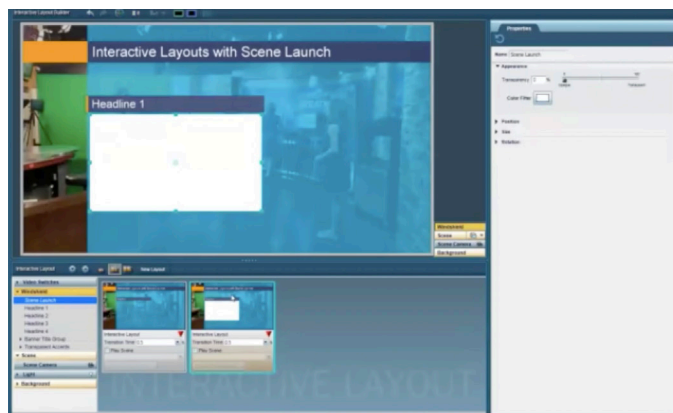 Interactive Layout Builder
Properties
Name Scene Launch
Appearance
Transparency
%
Color Filter
Position
Size
Rotation
Interactive Layouts with Scene Launch
Headline 1
Windshield
Scene
Scene Camera
Background
Interactive Layout
New Layout
Video Patches
Windshield
Scene Launch
Headline 1
Headline 2
Headline 3
Headline 4
Banner Title Group
Transparent Accents
Scene
Scene Camera
Light
Background
Interactive Layout
Transition Time
Play Scene
Interactive Layout
Transition Time
Play Scene
INTERACTIVE LAYOUT